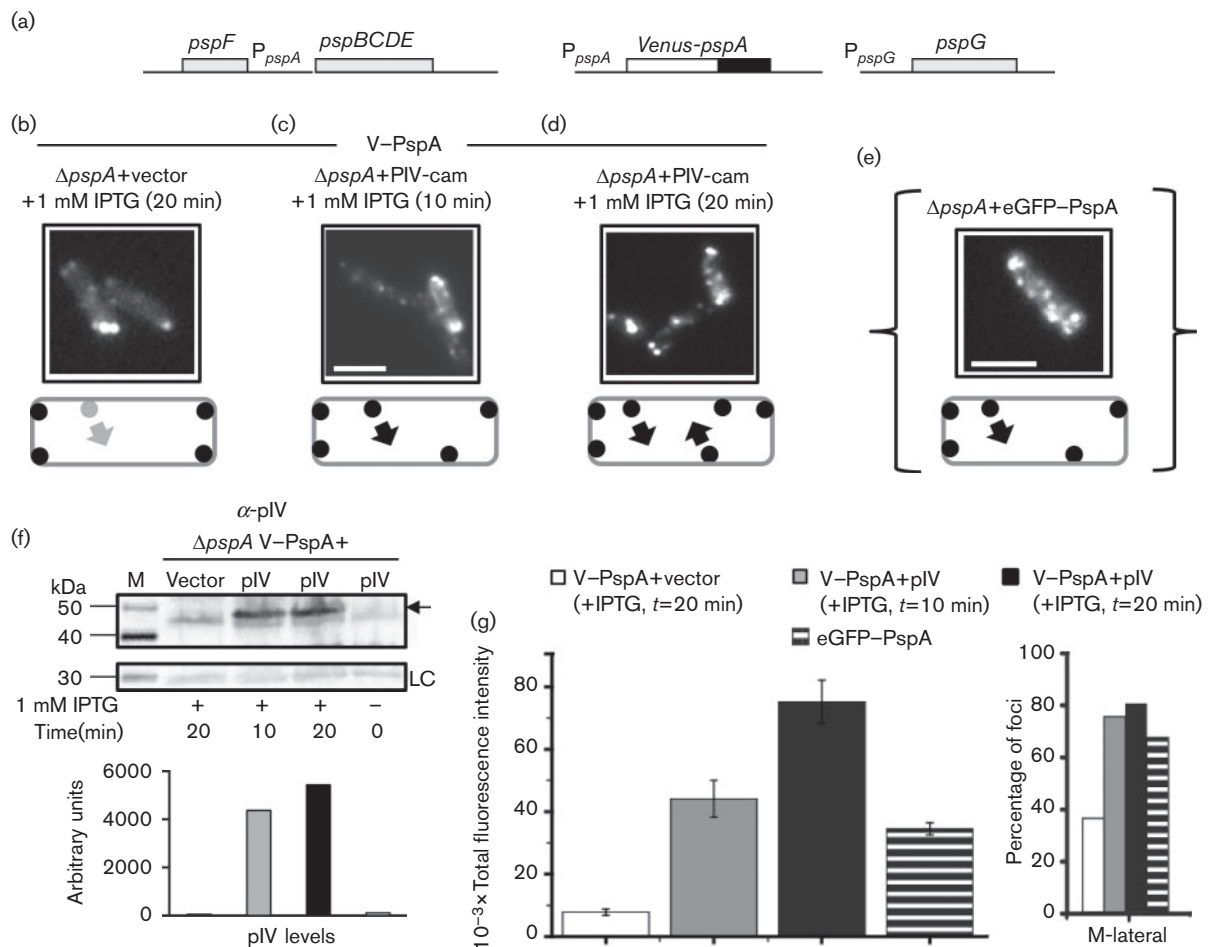 (a)
pspF
PpspA
pspBCDE
PpspA
Venus-pspA
PpspG
pspG
(b)
(c)
(d)
V–PspA
ΔpspA+vector
+1 mM IPTG (20 min)
ΔpspA+PIV-cam
+1 mM IPTG (10 min)
ΔpspA+PIV-cam
+1 mM IPTG (20 min)
(e)
ΔpspA+eGFP–PspA
(f)
α-pIV
ΔpspA V–PspA+
kDa
M Vector pIV pIV pIV
50
40
30
LC
1 mM IPTG + + + –
Time(min) 20 10 20 0
Arbitrary units
6000
4000
2000
0
pIV levels
(g)
V–PspA+vector
(+IPTG, t=20 min)
V–PspA+pIV
(+IPTG, t=10 min)
V–PspA+pIV
(+IPTG, t=20 min)
eGFP–PspA
10⁻³× Total fluorescence intensity
80
60
40
20
0
Percentage of foci
100
80
60
40
20
0
M-lateral